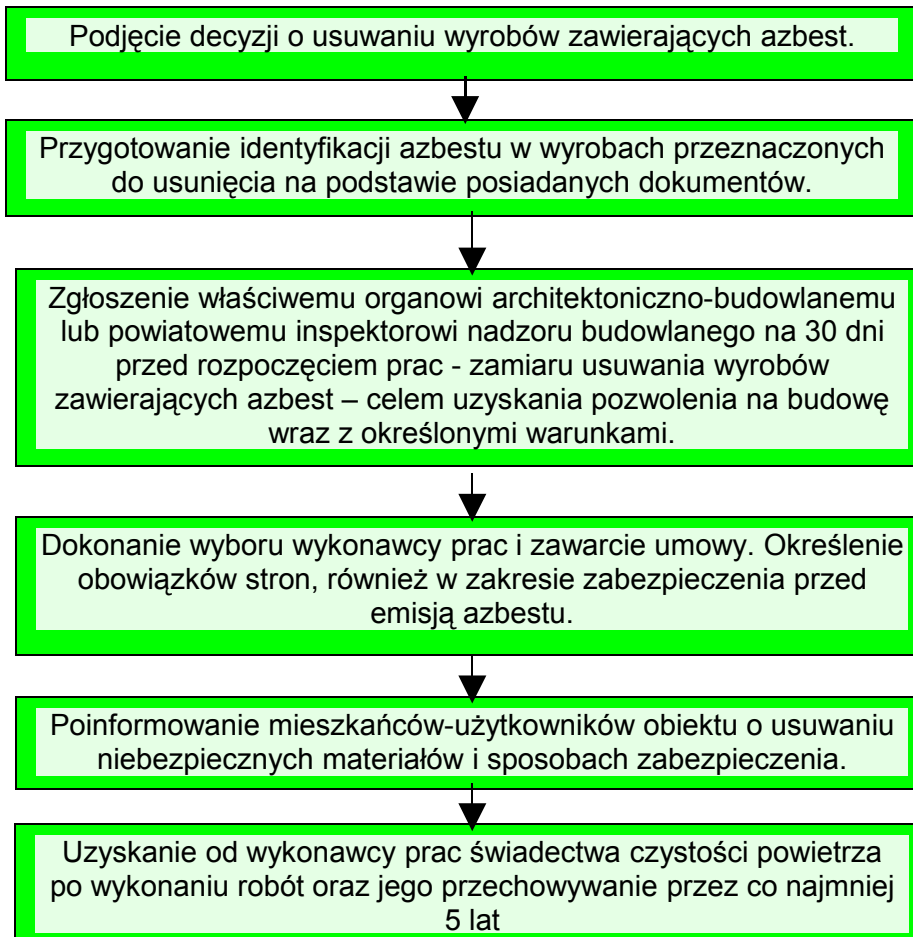 Podjęcie decyzji o usuwaniu wyrobów zawierających azbest.
Przygotowanie identyfikacji azbestu w wyrobach przeznaczonych
do usunięcia na podstawie posiadanych dokumentów.
Zgłoszenie właściwemu organowi architektoniczno-budowlanemu
lub powiatowemu inspektorowi nadzoru budowlanego na 30 dni
przed rozpoczęciem prac - zamiaru usuwania wyrobów
zawierających azbest – celem uzyskania pozwolenia na budowę
wraz z określonymi warunkami.
Dokonanie wyboru wykonawcy prac i zawarcie umowy. Określenie
obowiązków stron, również w zakresie zabezpieczenia przed
emisją azbestu.
Poinformowanie mieszkańców-użytkowników obiektu o usuwaniu
niebezpiecznych materiałów i sposobach zabezpieczenia.
Uzyskanie od wykonawcy prac świadectwa czystości powietrza
po wykonaniu robót oraz jego przechowywanie przez co najmniej
5 lat